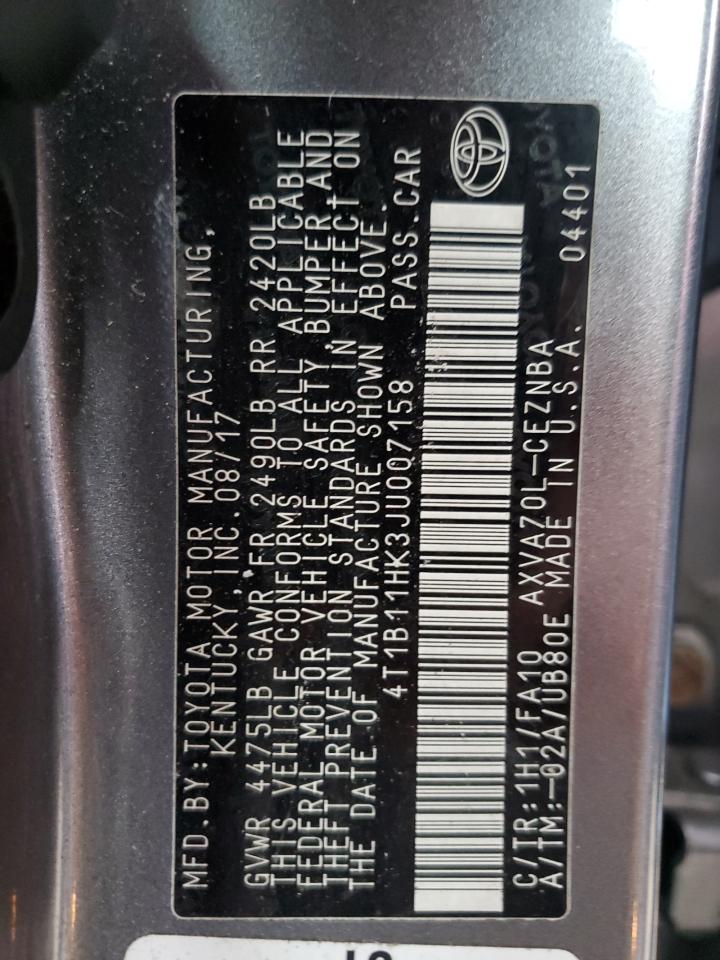 MFD.BY:TOYOTA MOTOR MANUFACTURING,
KENTUCKY,INC.08/17
GVWR 4475LB GAWR FR 2490LB RR 2420LB
THIS VEHICLE CONFORMS TO ALL APPLICABLE
FEDERAL MOTOR VEHICLE SAFETY, BUMPER,AND
THEFT PREVENTION STANDARDS IN EFFECT ON
THE DATE OF MANUFACTURE SHOWN ABOVE.
4T1B11HK3JU007158 PASS.CAR
C/TR:1H1/FA10 AXVA70L-CEZNBA
A/TM:-02A/UB80E MADE IN U.S.A. 04401